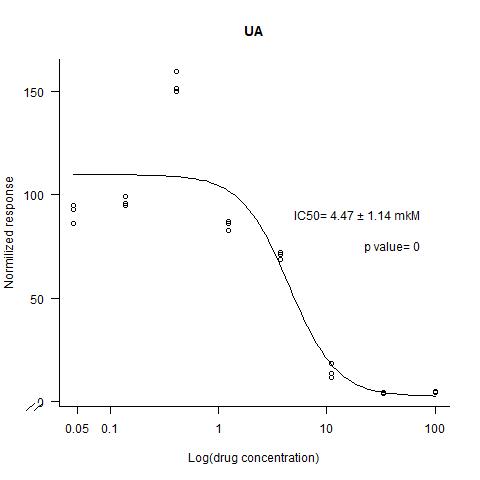 UA
Normilized response
150
100
50
0
IC50= 4.47 ± 1.14 mkM
p value= 0
0.05 0.1 1 10 100
Log(drug concentration)